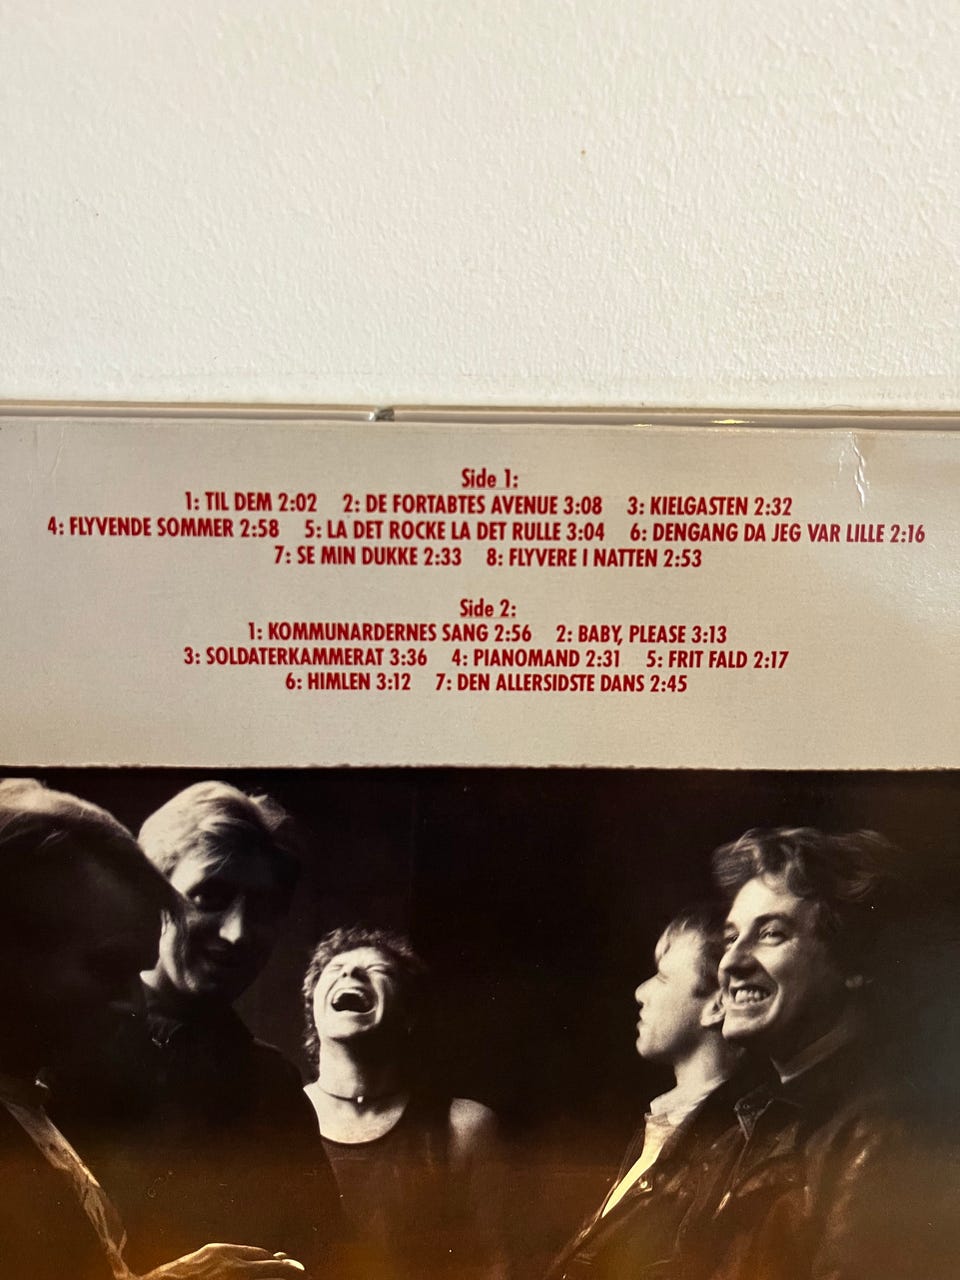 Side 1:
1: TIL DEM 2:02 2: DE FORTABTES AVENUE 3:08 3: KIELGASTEN 2:32
4: FLYVENDE SOMMER 2:58 5: LA DET ROCKE LA DET RULLE 3:04 6: DENGANG DA JEG VAR LILLE 2:16
7: SE MIN DUKKE 2:33 8: FLYVERE I NATTEN 2:53
Side 2:
1: KOMMUNARDERNES SANG 2:56 2: BABY, PLEASE 3:13
3: SOLDATERKAMMERAT 3:36 4: PIANOMAND 2:31 5: FRIT FALD 2:17
6: HIMLEN 3:12 7: DEN ALLERSIDSTE DANS 2:45